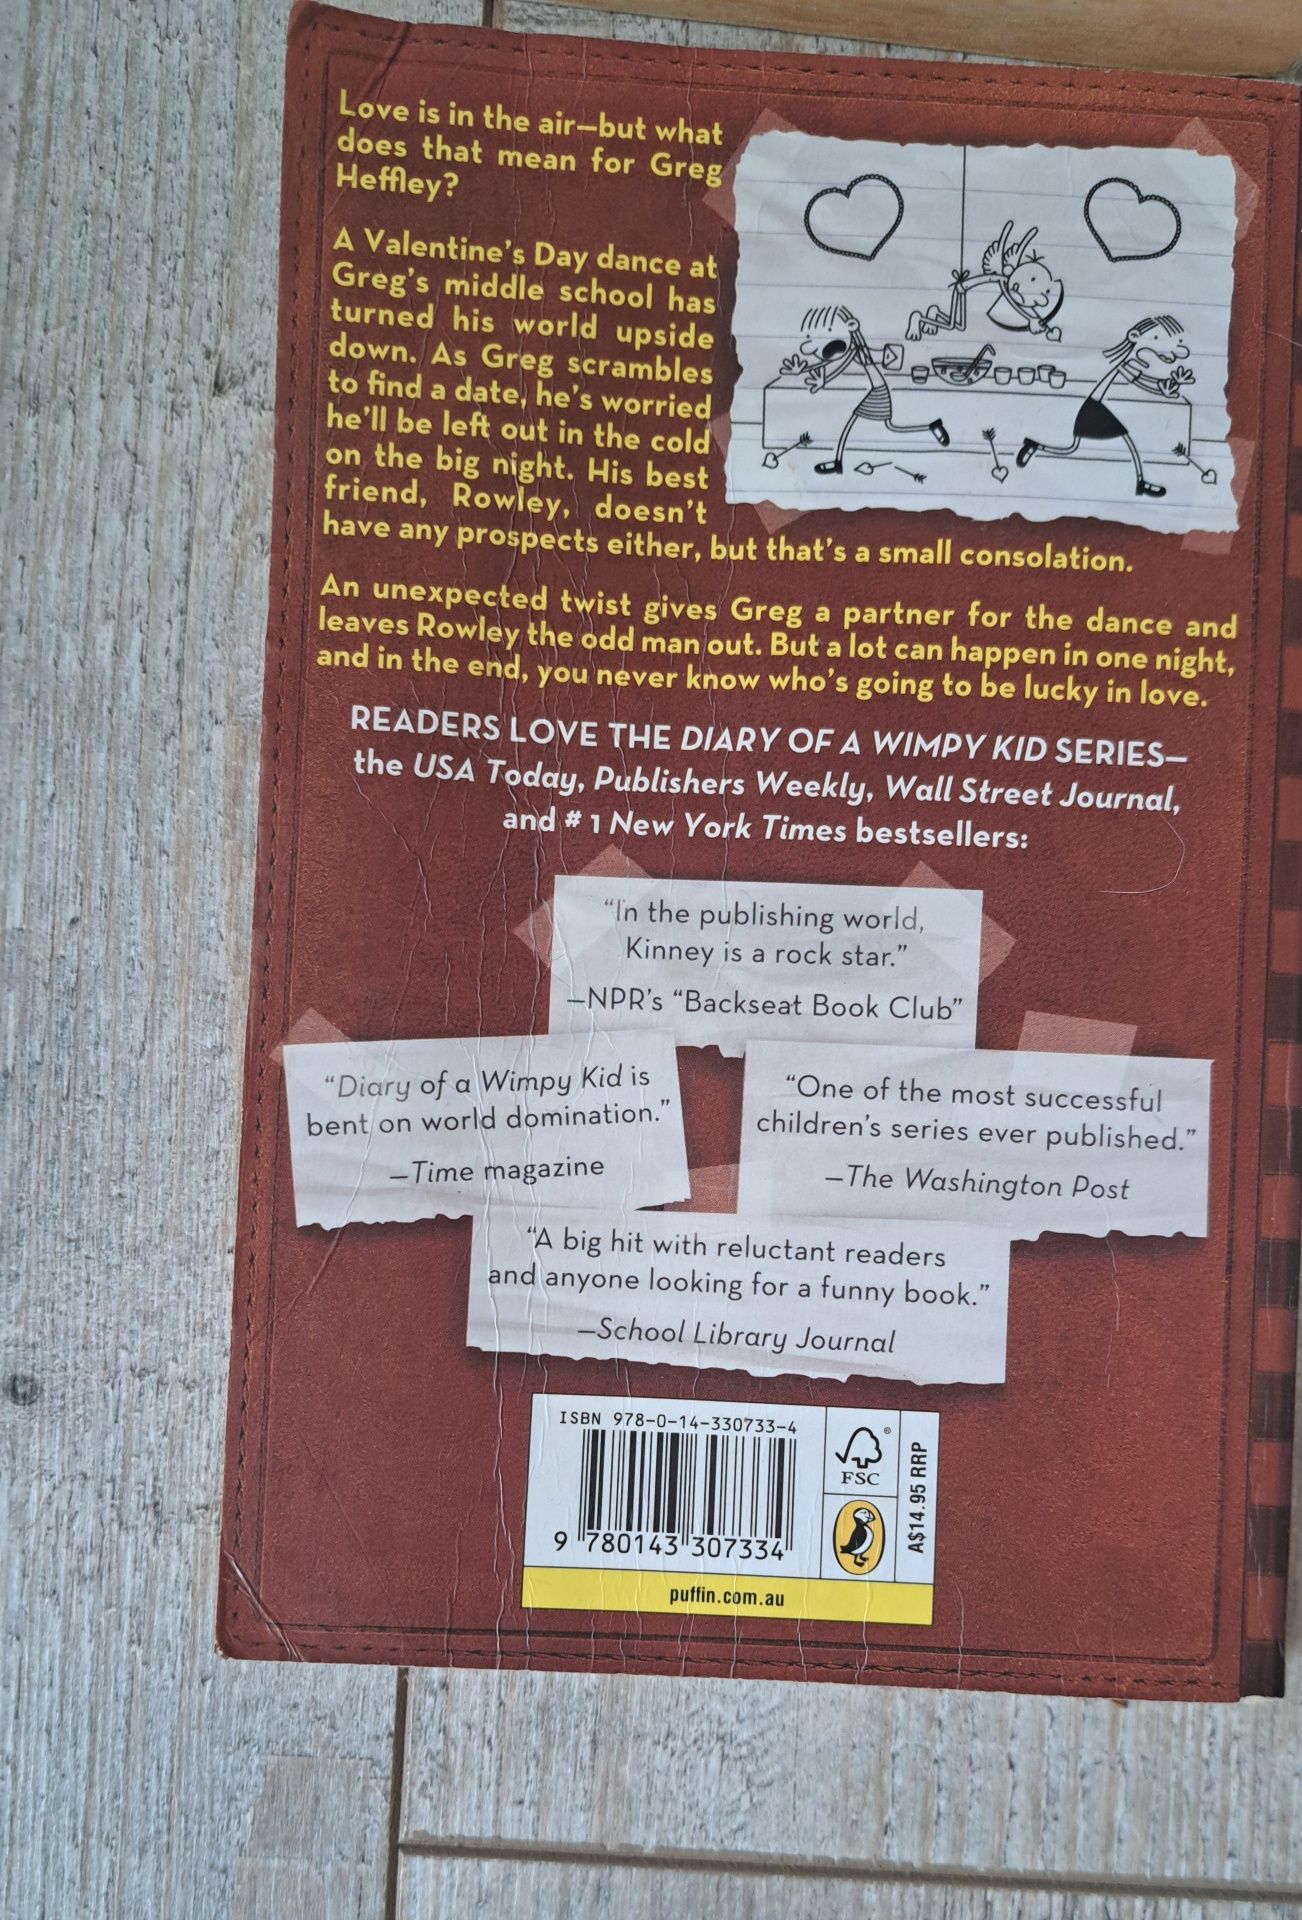 Love is in the air—but what
does that mean for Greg
Heffley?
A Valentine's Day dance at
Greg's middle school has
turned his world upside
down. As Greg scrambles
to find a date, he's worried
he'll be left out in the cold
on the big night. His best
friend, Rowley, doesn't
have any prospects either, but that's a small consolation.
An unexpected twist gives Greg a partner for the dance and
leaves Rowley the odd man out. But a lot can happen in one night,
and in the end, you never know who's going to be lucky in love.
READERS LOVE THE DIARY OF A WIMPY KID SERIES—
the USA Today, Publishers Weekly, Wall Street Journal,
and #1 New York Times bestsellers:
“In the publishing world,
Kinney is a rock star.”
—NPR's “Backseat Book Club”
“Diary of a Wimpy Kid is
bent on world domination.”
—Time magazine
“One of the most successful
children's series ever published.”
—The Washington Post
“A big hit with reluctant readers
and anyone looking for a funny book.”
—School Library Journal
ISBN 978-0-14-330733-4
9 780143 307334
® FSC
A$14.95 RRP
puffin.com.au